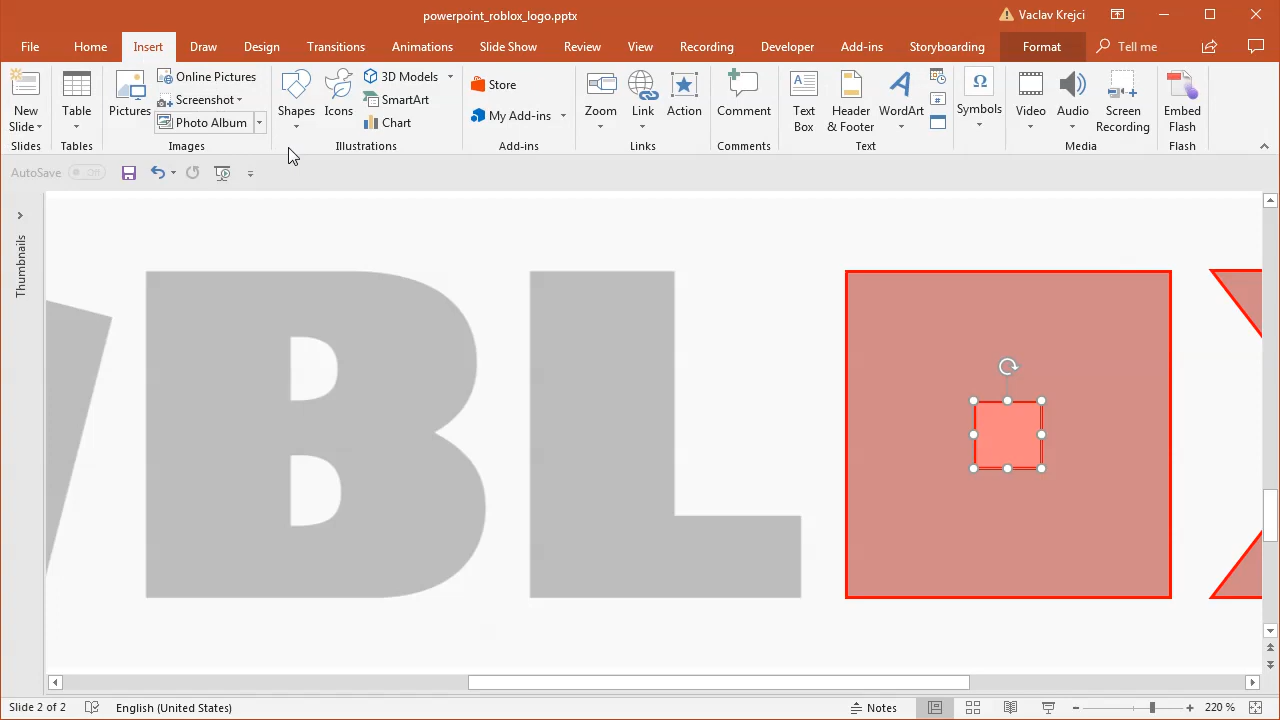 powerpoint_roblox_logo.pptx
Vaclav Krejci
File Home Insert Draw Design Transitions Animations Slide Show Review View Recording Developer Add-ins Storyboarding Format Tell me
New Slide
Slides
Table
Tables
Pictures
Online Pictures
Screenshot
Photo Album
Images
Shapes
Icons
3D Models
SmartArt
Chart
Illustrations
Store
My Add-ins
Add-ins
Zoom
Link
Action
Links
Comment
Comments
Text
Box
Header
& Footer
WordArt
Text
Symbols
Video
Audio
Screen
Recording
Media
Embed
Flash
Flash
AutoSave Off
Thumbnails
BL
Slide 2 of 2 English (United States) Notes 220 %